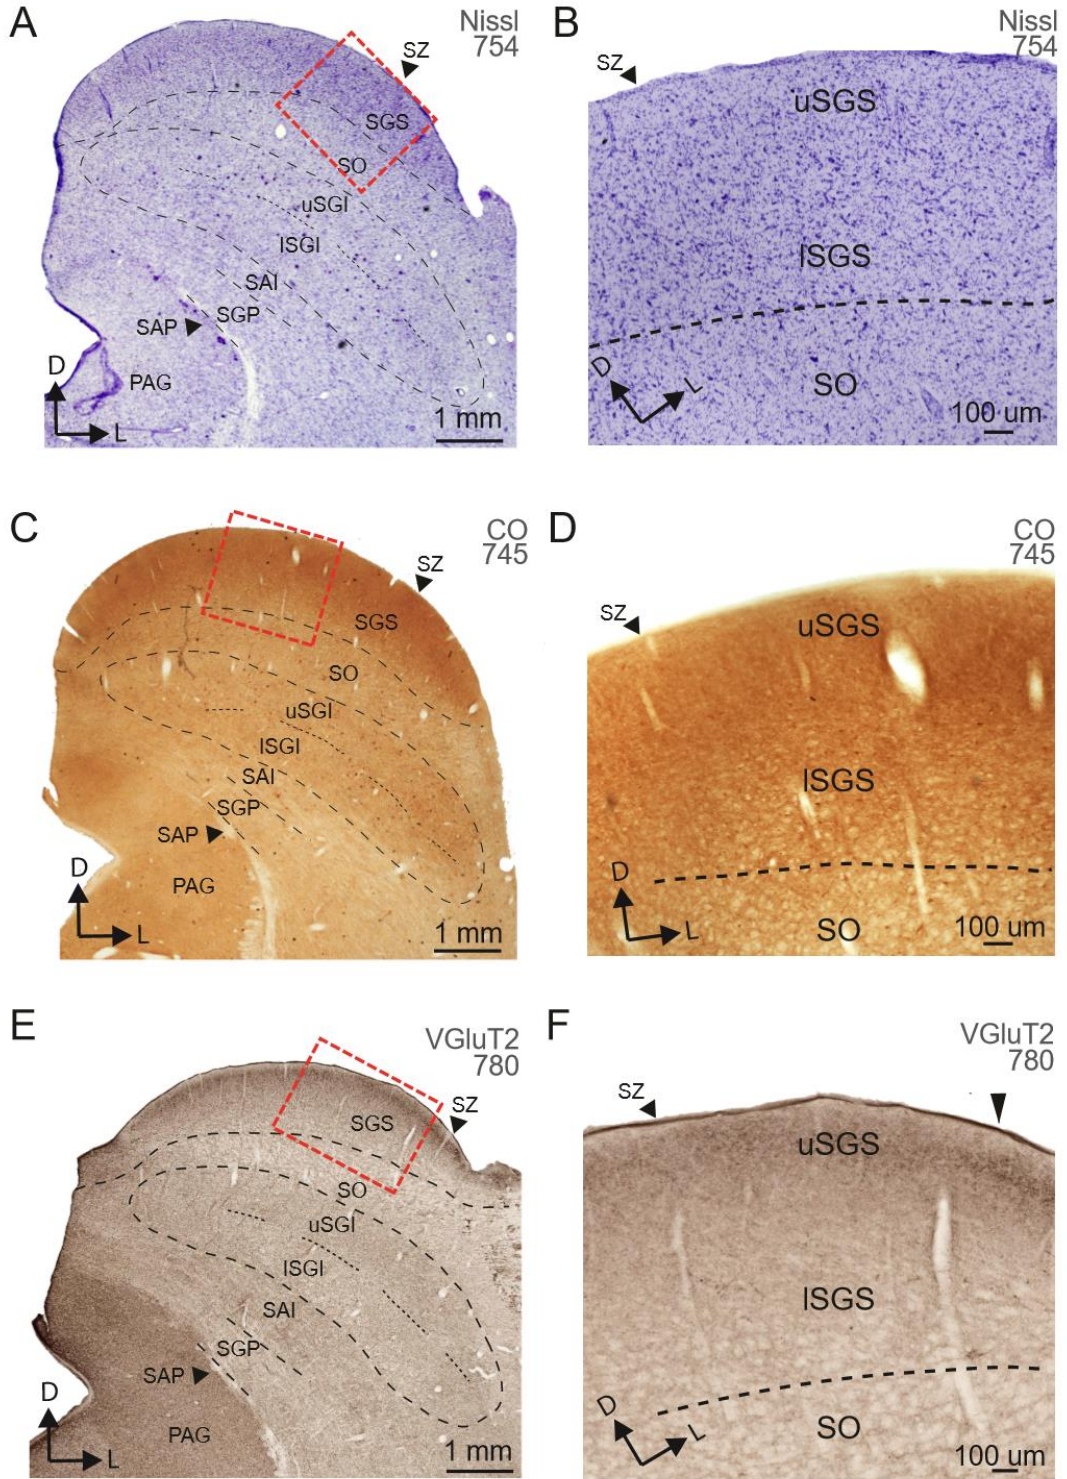 A
Nissl
754
SZ
SGS
SO
uSGI
lSGI
SAI
SGP
SAP
PAG
D
L
1 mm
B
Nissl
754
SZ
uSGS
lSGS
SO
D
L
100 um
C
CO
745
SZ
SGS
SO
uSGI
lSGI
SAI
SGP
SAP
PAG
D
L
1 mm
D
CO
745
SZ
uSGS
lSGS
SO
D
L
100 um
E
VGluT2
780
SZ
SGS
SO
uSGI
lSGI
SAI
SGP
SAP
PAG
D
L
1 mm
F
VGluT2
780
SZ
uSGS
lSGS
SO
D
L
100 um